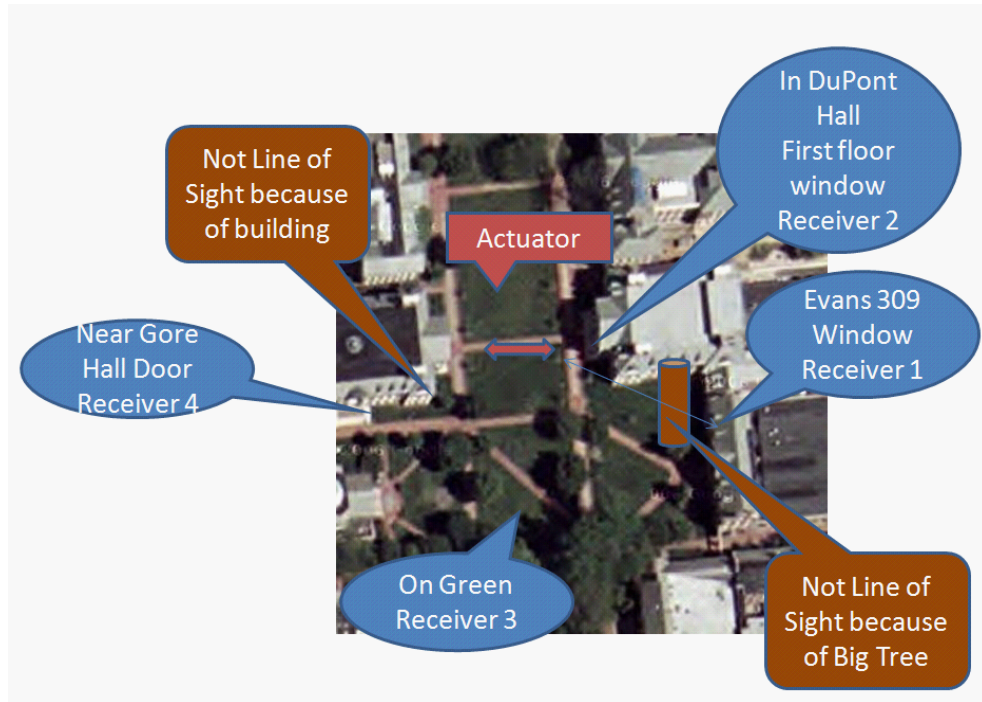 In DuPont
Hall
First floor
window
Receiver 2
Not Line of
Sight because
of building
Actuator
Evans 309
Window
Receiver 1
Near Gore
Hall Door
Receiver 4
On Green
Receiver 3
Not Line of
Sight because
of Big Tree